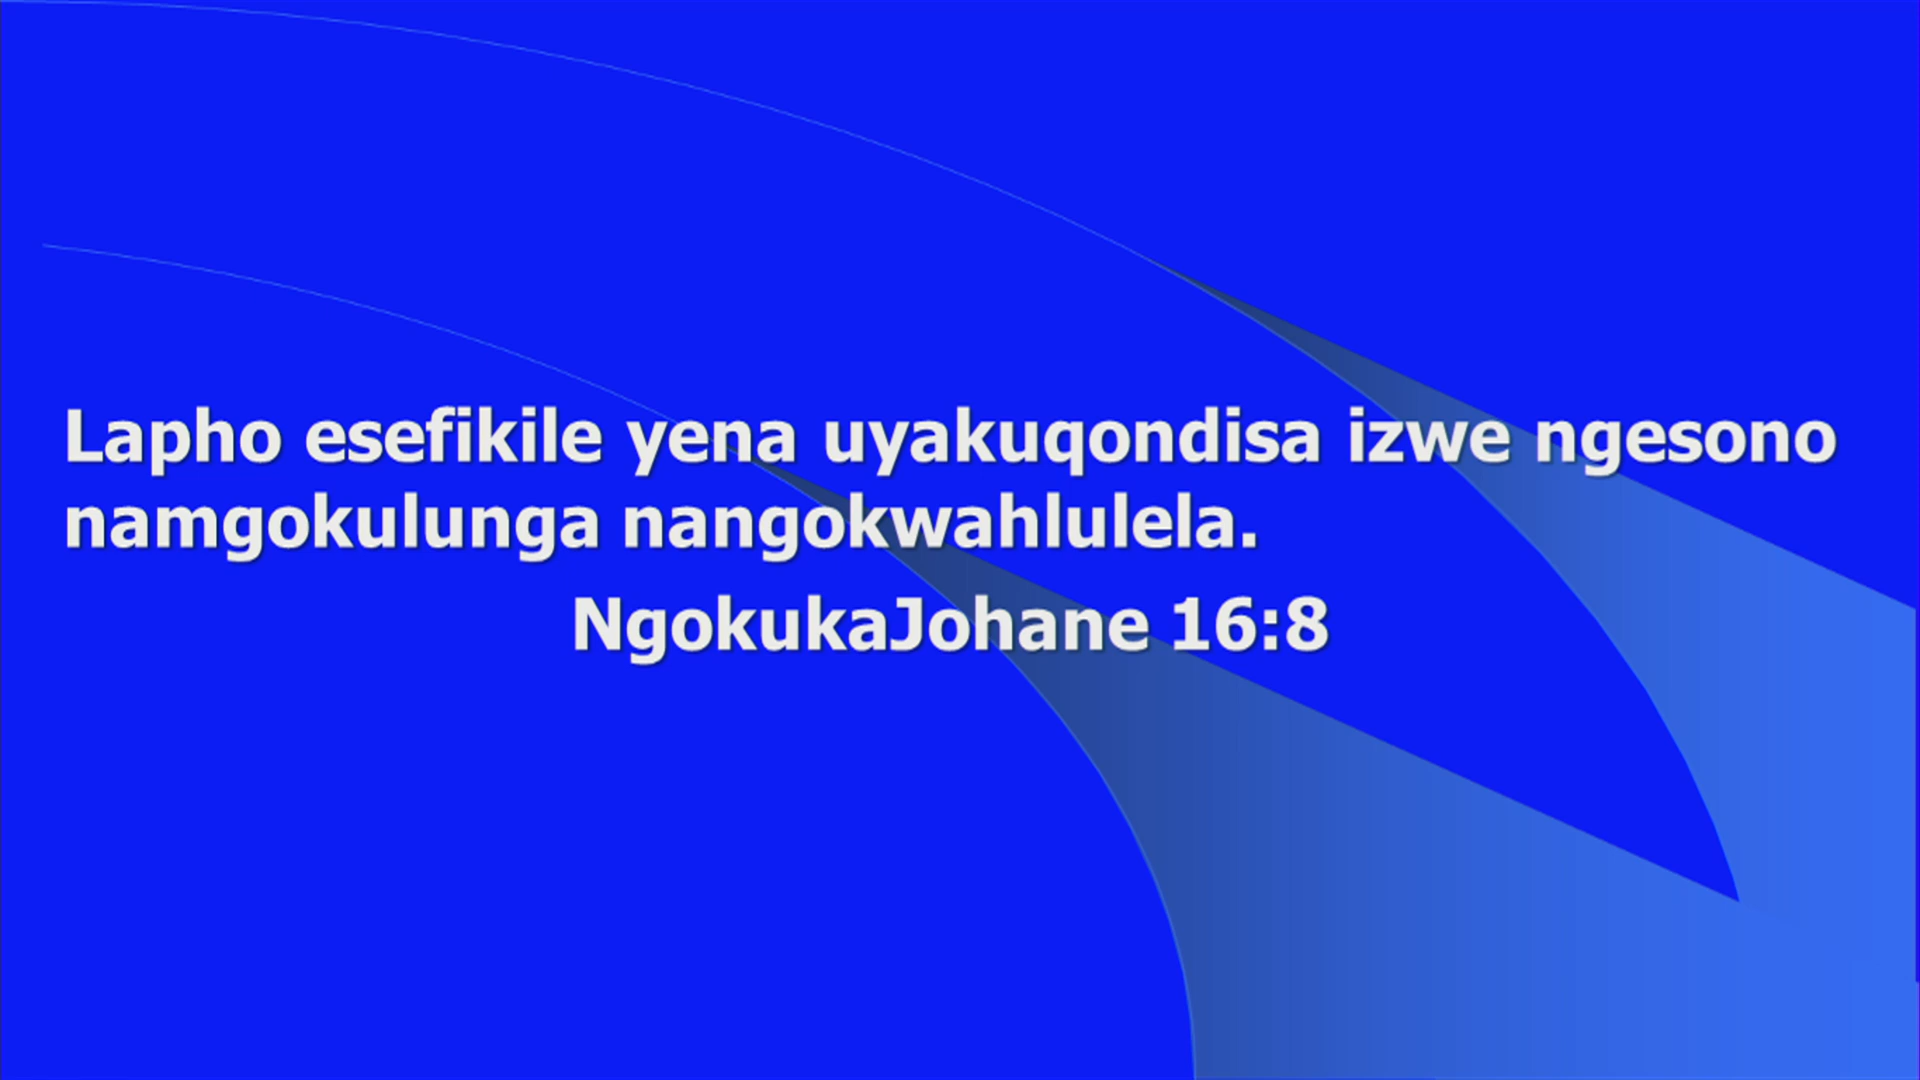 Lapho esefikile yena uyakuqondisa izwe ngesono
namgokulunga nangokwahlulela.
NgokukaJohane 16:8